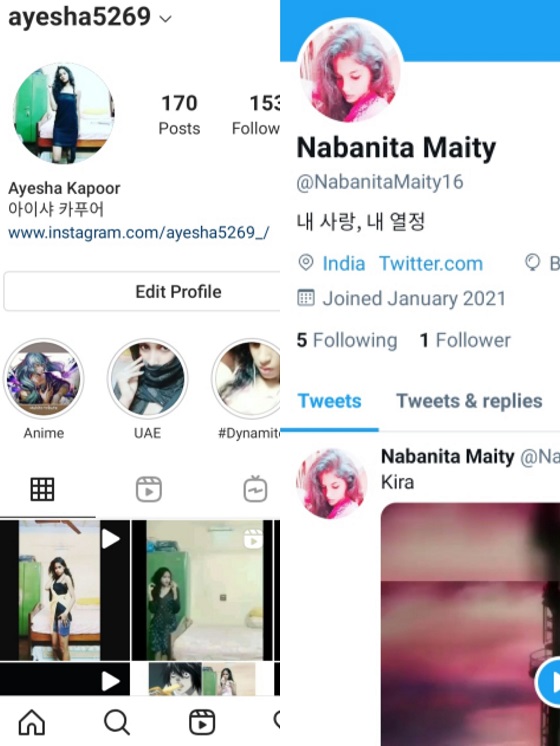 ayesha5269
170
153
Posts
Follow
Ayesha Kapoor
아이샤 카푸어
www.instagram.com/ayesha5269_/
Edit Profile
Anime
UAE
#Dynamit
Nabanita Maity
@NabanitaMaity16
내 사랑, 내 열정
India Twitter.com B
Joined January 2021
5 Following 1 Follower
Tweets Tweets & replies
Nabanita Maity @Na
Kira